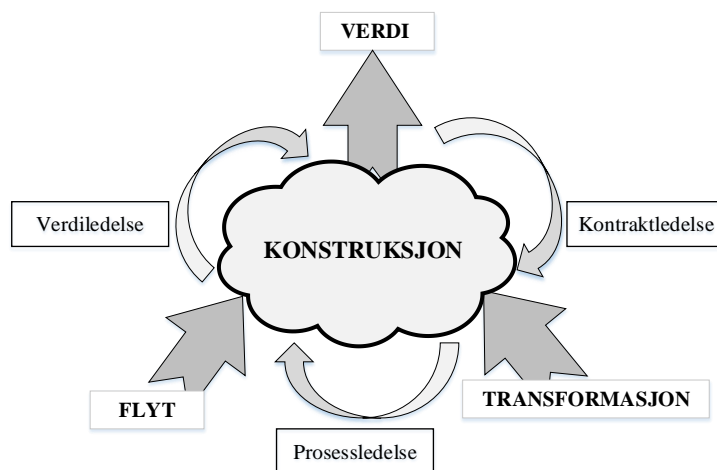 VERDI
Verdiledelse
KONSTRUKSJON
Kontraktledelse
FLYT
TRANSFORMASJON
Prosessledelse